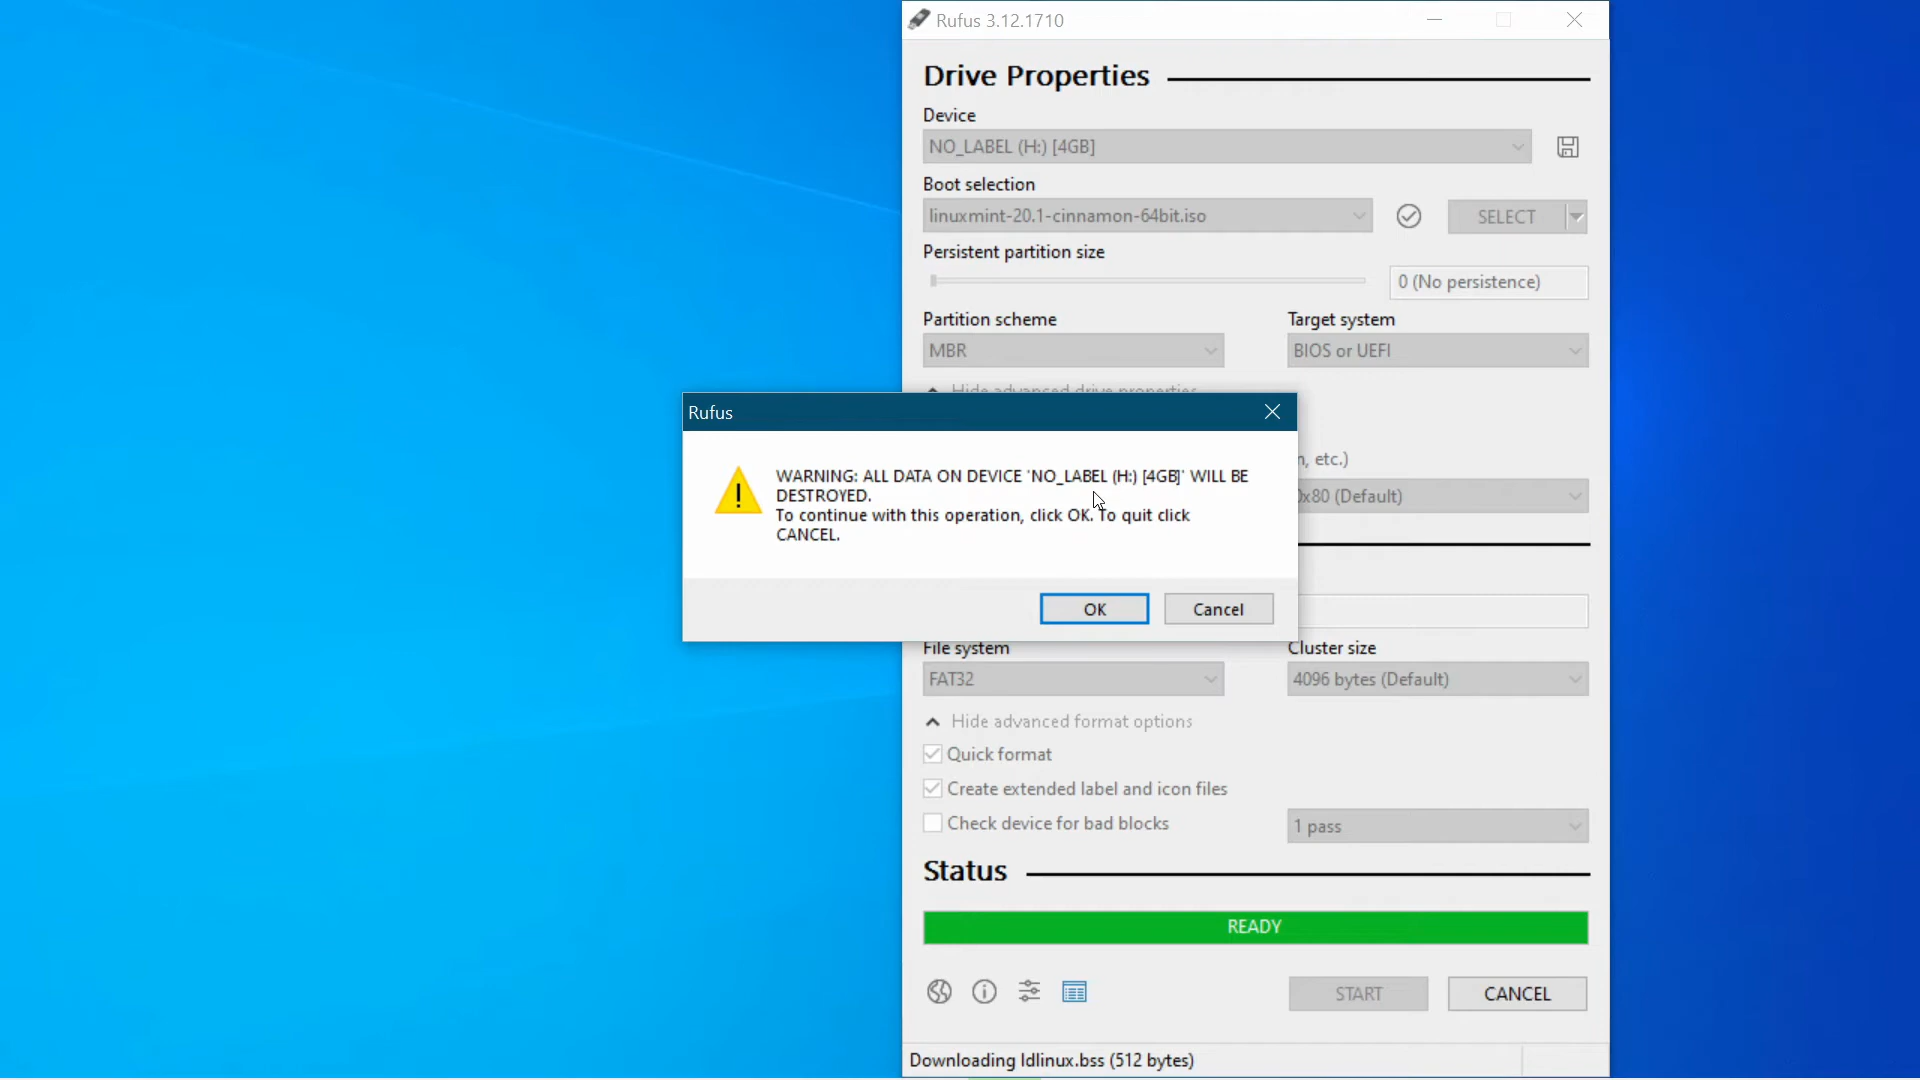 Rufus 3.12.1710
Drive Properties
Device
NO_LABEL (H:) [4GB]
Boot selection
linuxmint-20.1-cinnamon-64bit.iso
SELECT
Persistent partition size
0 (No persistence)
Partition scheme
Target system
MBR
BIOS or UEFI
Hide advanced drive properties
Rufus
, etc.)
0x80 (Default)
WARNING: ALL DATA ON DEVICE 'NO_LABEL (H:) [4GB]' WILL BE
DESTROYED.
To continue with this operation, click OK. To quit click
CANCEL.
OK
Cancel
File system
Cluster size
FAT32
4096 bytes (Default)
Hide advanced format options
Quick format
Create extended label and icon files
Check device for bad blocks
1 pass
Status
READY
START
CANCEL
Downloading ldlinux.bss (512 bytes)